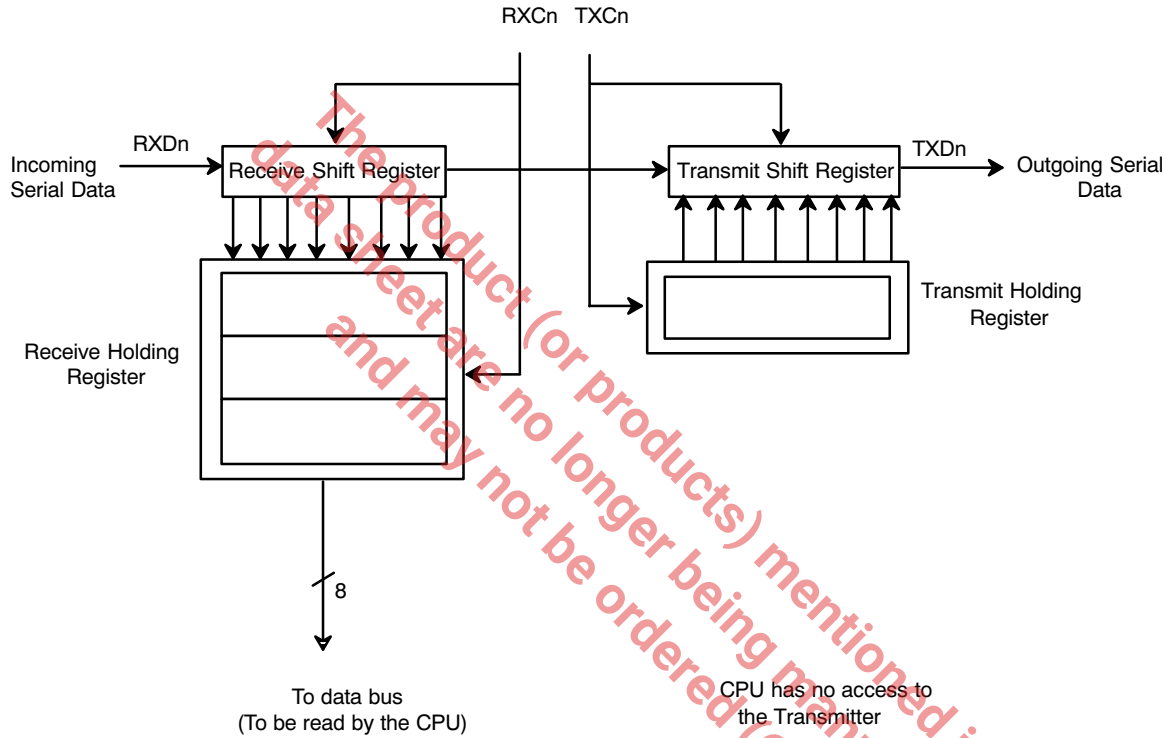 RXCn TXCn
RXDn
Incoming
Serial Data
Receive Shift Register
Transmit Shift Register
TXDn
Outgoing Serial
Data
Receive Holding
Register
Transmit Holding
Register
8
To data bus
(To be read by the CPU)
CPU has no access to
the Transmitter
The product (or products) mentioned
data sheet are no longer being
and may not be ordered